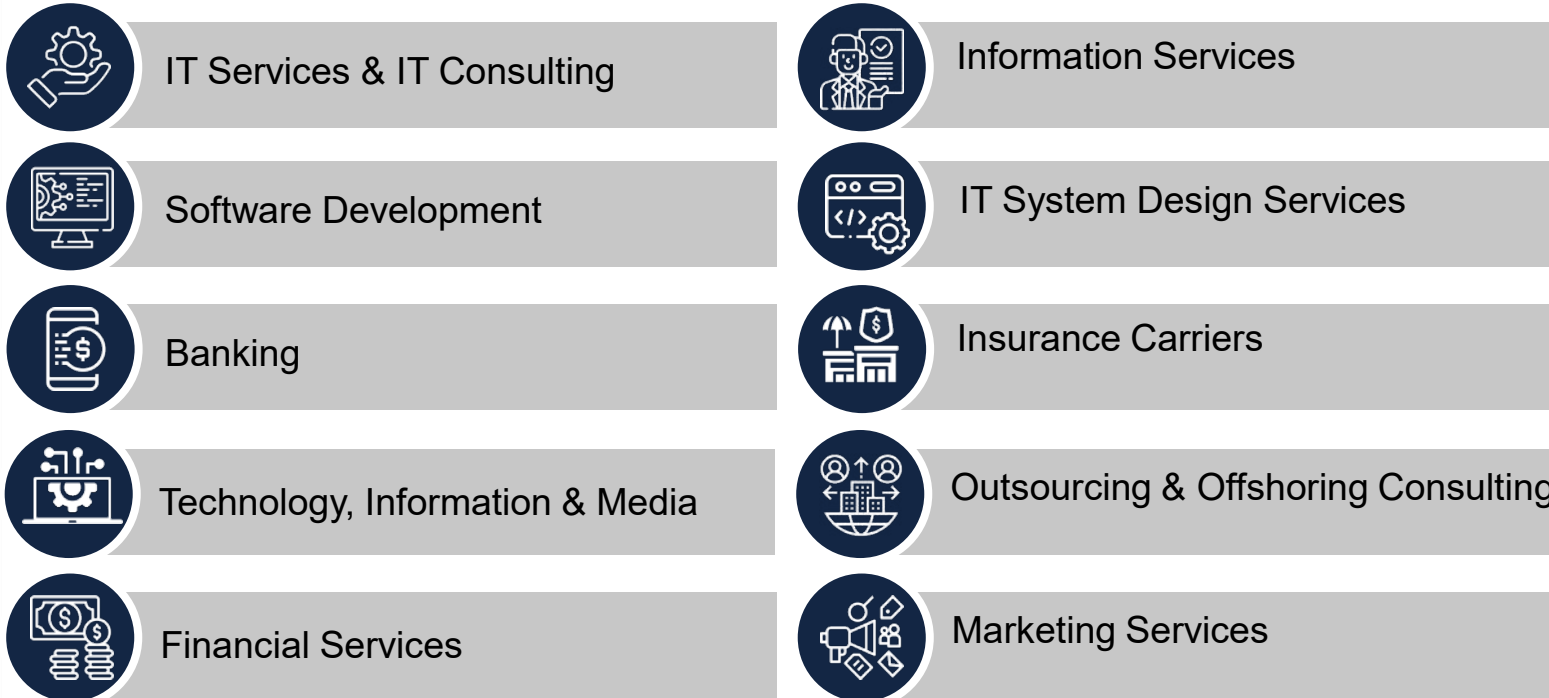 IT Services & IT Consulting
Software Development
Banking
Technology, Information & Media
Financial Services
Information Services
IT System Design Services
Insurance Carriers
Outsourcing & Offshoring Consulting
Marketing Services